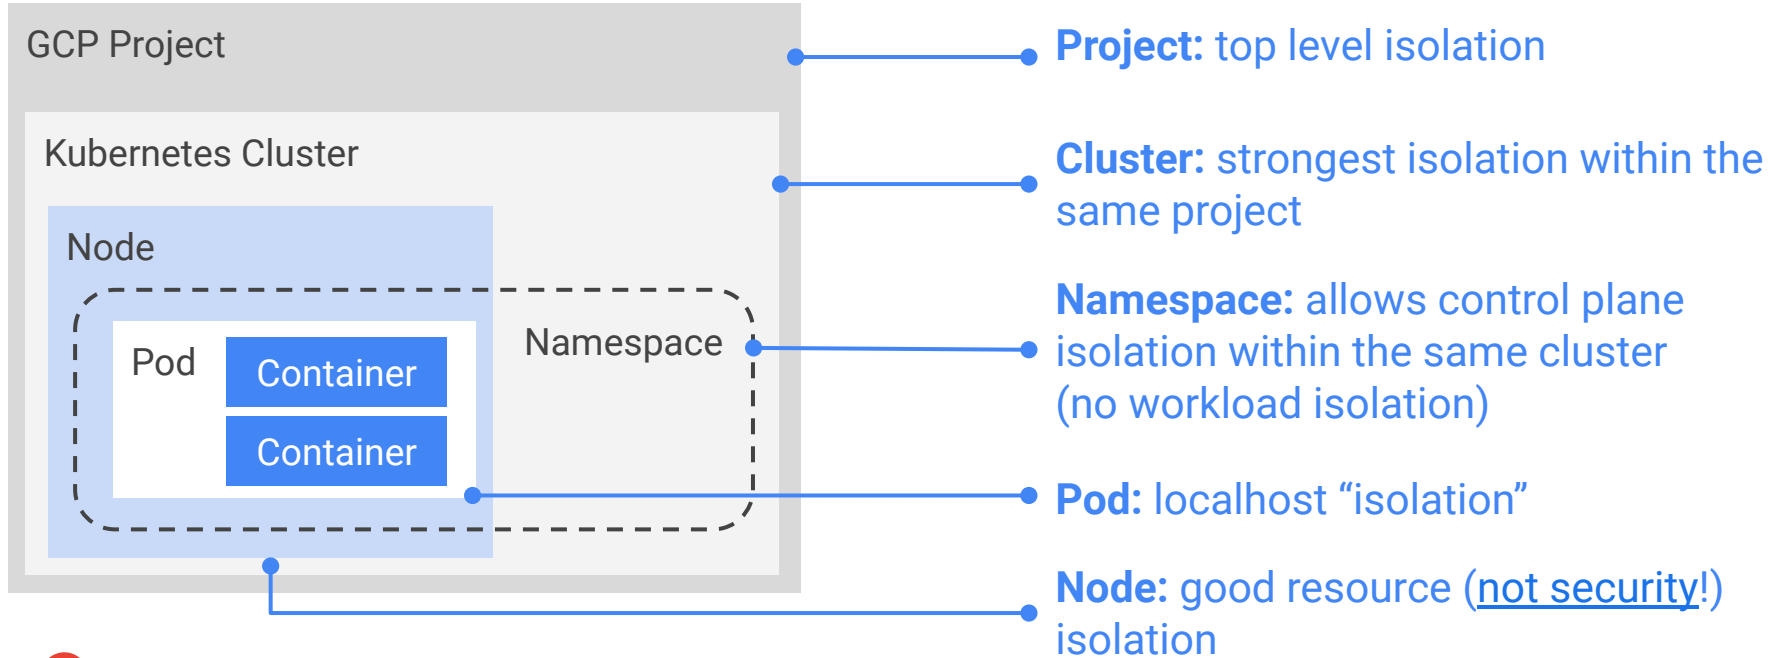 GCP Project
Kubernetes Cluster
Node
Namespace
Pod
Container
Container
Project: top level isolation
Cluster: strongest isolation within the
same project
Namespace: allows control plane
isolation within the same cluster
(no workload isolation)
Pod: localhost “isolation”
Node: good resource (not security!)
isolation